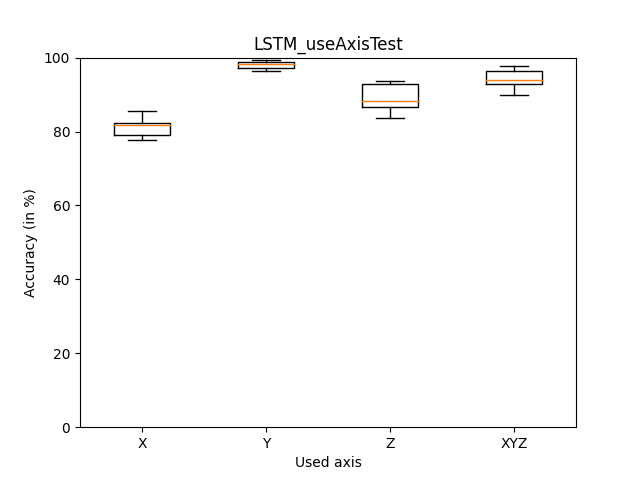 LSTM_useAxisTest
100
80
60
40
20
0
Accuracy (in %)
X Y Z XYZ
Used axis